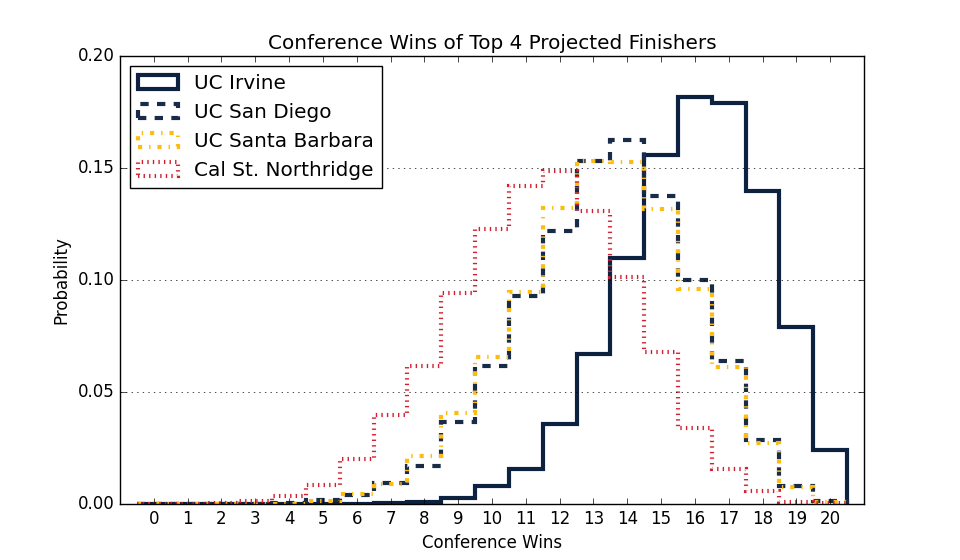 Conference Wins of Top 4 Projected Finishers
0.20
UC Irvine
UC San Diego
UC Santa Barbara
Cal St. Northridge
0.15
Probability
0.10
0.05
0.00
0 1 2 3 4 5 6 7 8 9 10 11 12 13 14 15 16 17 18 19 20
Conference Wins